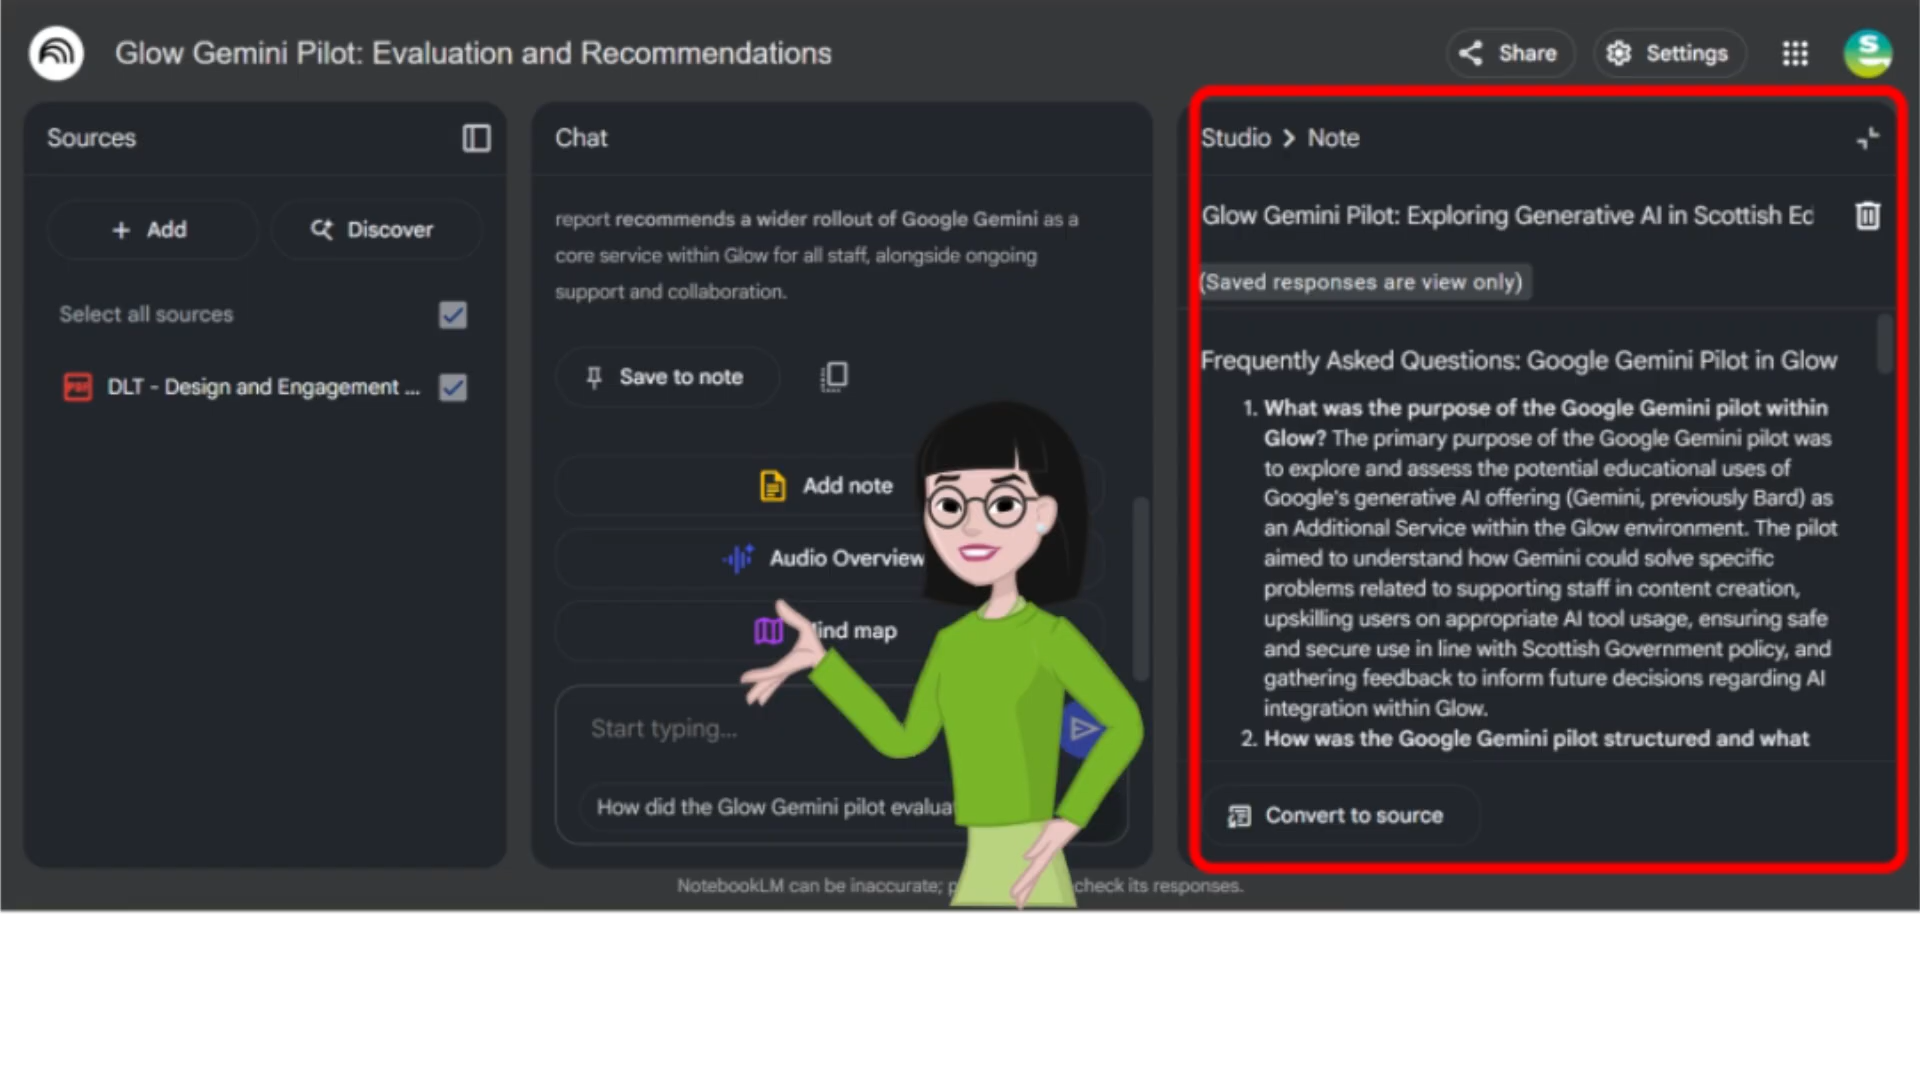 Glow Gemini Pilot: Evaluation and Recommendations
Share
Settings
S
Sources
Add
Discover
Select all sources
PDF
DLT - Design and Engagement ...
Chat
report recommends a wider rollout of Google Gemini as a
core service within Glow for all staff, alongside ongoing
support and collaboration.
Save to note
Add note
Audio Overview
map
Start typing...
How did the Glow Gemini pilot
NotebookLM can be inaccurate; check its responses.
Studio > Note
Glow Gemini Pilot: Exploring Generative AI in Scottish
(Saved responses are view only)
Frequently Asked Questions: Google Gemini Pilot in Glow
1. What was the purpose of the Google Gemini pilot within
Glow? The primary purpose of the Google Gemini pilot was
to explore and assess the potential educational uses of
Google's generative AI offering (Gemini, previously Bard) as
an Additional Service within the Glow environment. The pilot
aimed to understand how Gemini could solve specific
problems related to supporting staff in content creation,
upskilling users on appropriate AI tool usage, ensuring safe
and secure use in line with Scottish Government policy, and
gathering feedback to inform future decisions regarding AI
integration within Glow.
2. How was the Google Gemini pilot structured and what
Convert to source